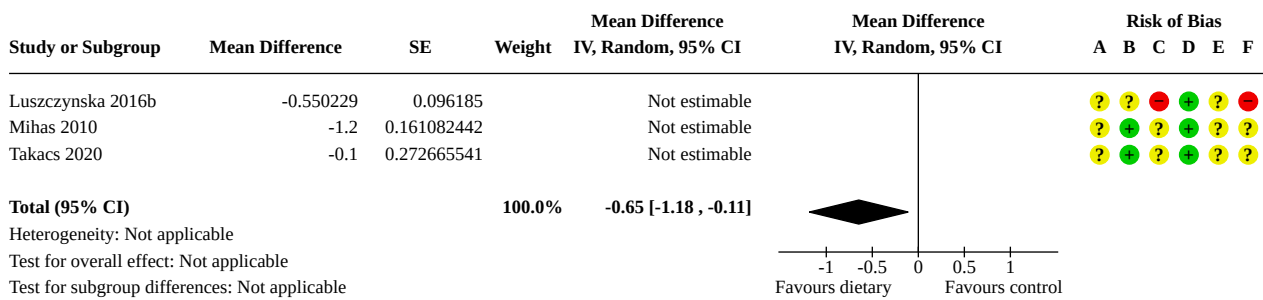 Mean Difference Mean Difference Risk of Bias
Study or Subgroup Mean Difference SE Weight IV, Random, 95% CI IV, Random, 95% CI A B C D E F
Luszczynska 2016b -0.550229 0.096185 Not estimable ? ? − + ? −
Mihas 2010 -1.2 0.161082442 Not estimable ? + ? + ? ?
Takacs 2020 -0.1 0.272665541 Not estimable ? + ? + ? ?
Total (95% CI) 100.0% -0.65 [-1.18 , -0.11]
Heterogeneity: Not applicable
Test for overall effect: Not applicable -1 -0.5 0 0.5 1
Test for subgroup differences: Not applicable Favours dietary Favours control